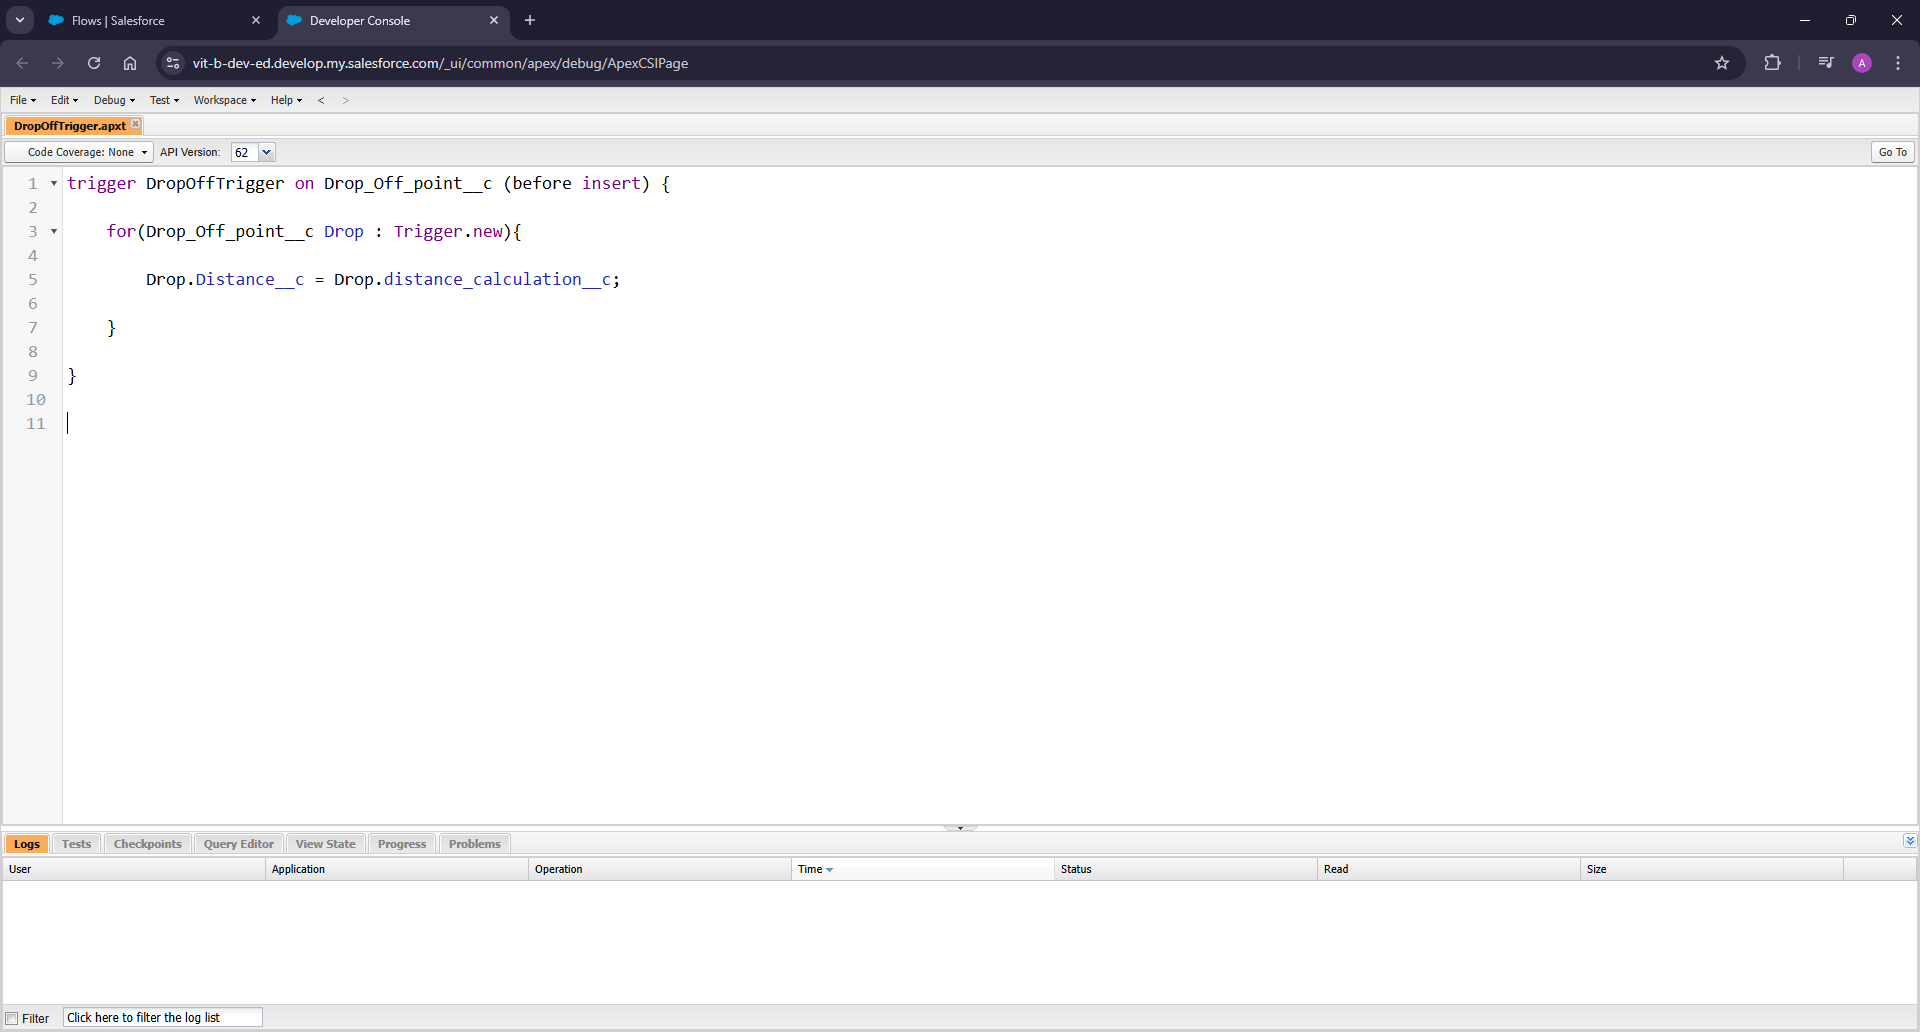 Flows | Salesforce
Developer Console
vit-b-dev-ed.develop.my.salesforce.com/_ui/common/apex/debug/ApexCSIPage
A
File Edit Debug Test Workspace Help < >
DropOffTrigger.apxt
Code Coverage: None API Version: 62 Go To
1 trigger DropOffTrigger on Drop_Off_point__c (before insert) {
2
3 for(Drop_Off_point__c Drop : Trigger.new){
4
5 Drop.Distance__c = Drop.distance_calculation__c;
6
7 }
8
9 }
10
11
Logs Tests Checkpoints Query Editor View State Progress Problems
User Application Operation Time Status Read Size
Filter Click here to filter the log list